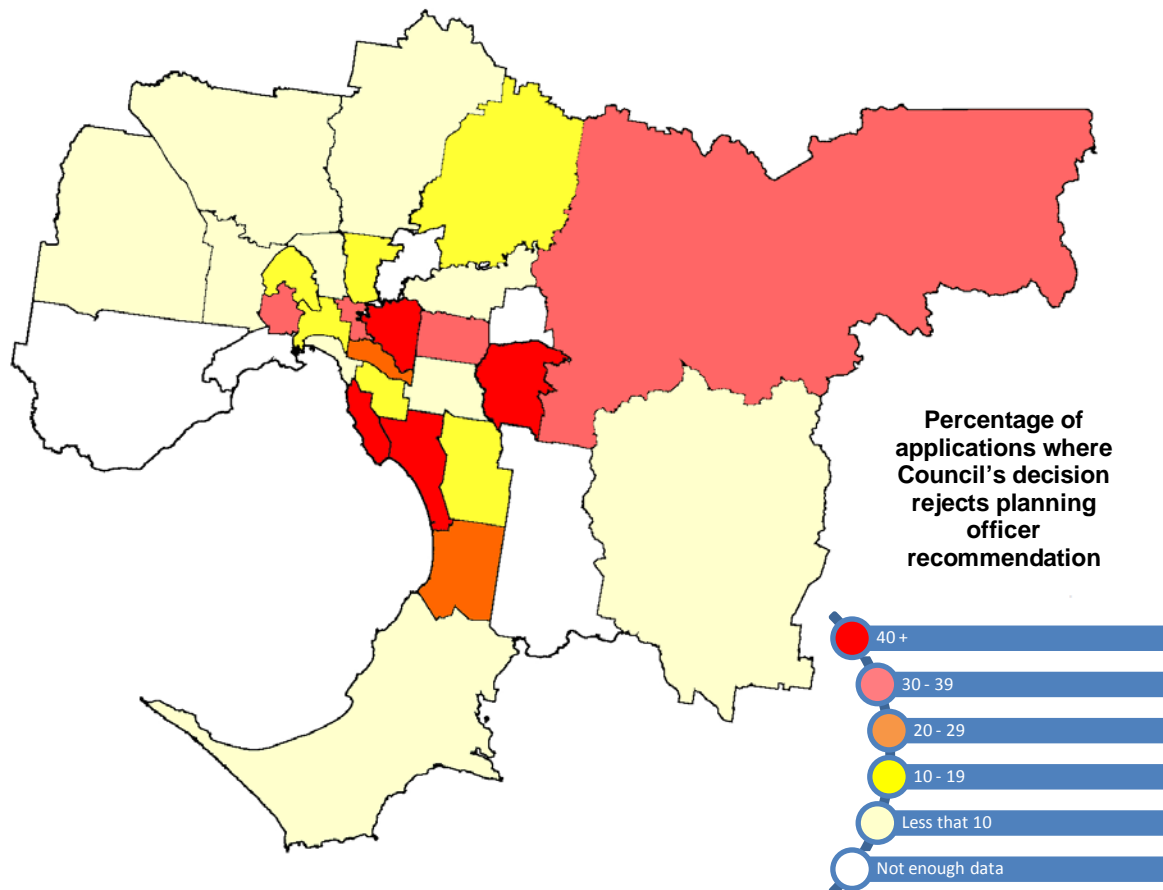 Percentage of
applications where
Council's decision
rejects planning
officer
recommendation
40 +
30 - 39
20 - 29
10 - 19
Less that 10
Not enough data